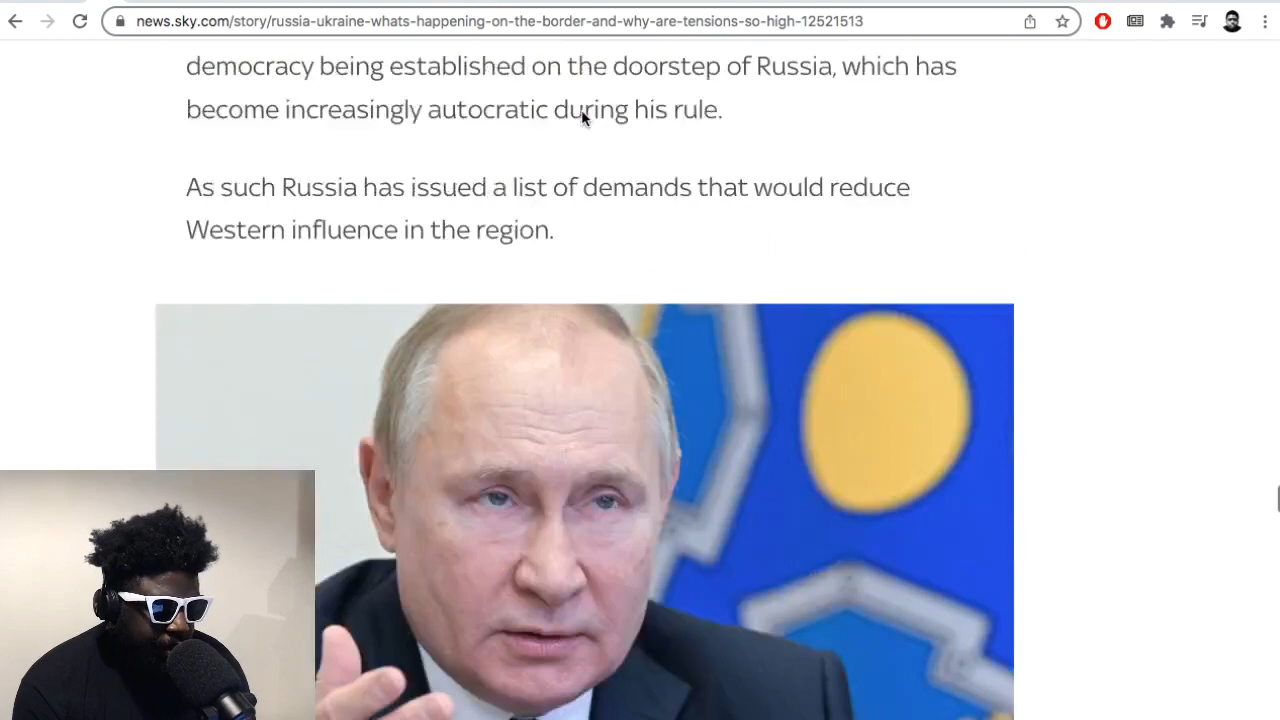 news.sky.com/story/russia-ukraine-whats-happening-on-the-border-and-why-are-tensions-so-high-12521513
democracy being established on the doorstep of Russia, which has
become increasingly autocratic during his rule.
As such Russia has issued a list of demands that would reduce
Western influence in the region.